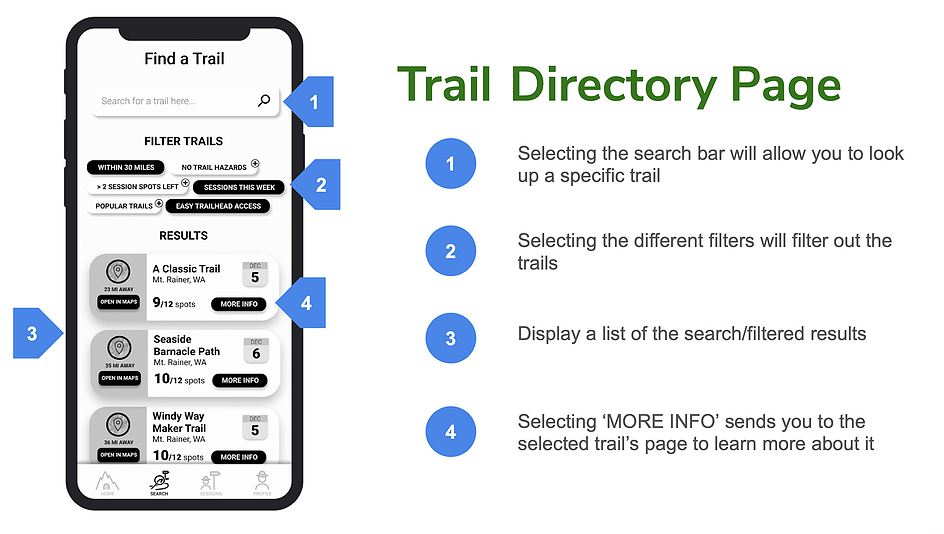 Find a Trail
Search for a trail here...
1
FILTER TRAILS
WITHIN 30 MILES
NO TRAIL HAZARDS
> 2 SESSION SPOTS LEFT
SESSIONS THIS WEEK
2
POPULAR TRAILS
EASY TRAILHEAD ACCESS
RESULTS
A Classic Trail
Mt. Rainer, WA
DEC
5
23 MI AWAY
OPEN IN MAPS
9/12 spots
MORE INFO
4
3
Seaside
Barnacle Path
Mt. Rainer, WA
DEC
6
35 MI AWAY
OPEN IN MAPS
10/12 spots
MORE INFO
Windy Way
Maker Trail
Mt. Rainer, WA
DEC
5
36 MI AWAY
OPEN IN MAPS
10/12 spots
MORE INFO
HOME
SEARCH
SESSIONS
PROFILE
Trail Directory Page
1
Selecting the search bar will allow you to look
up a specific trail
2
Selecting the different filters will filter out the
trails
3
Display a list of the search/filtered results
4
Selecting ‘MORE INFO’ sends you to the
selected trail’s page to learn more about it